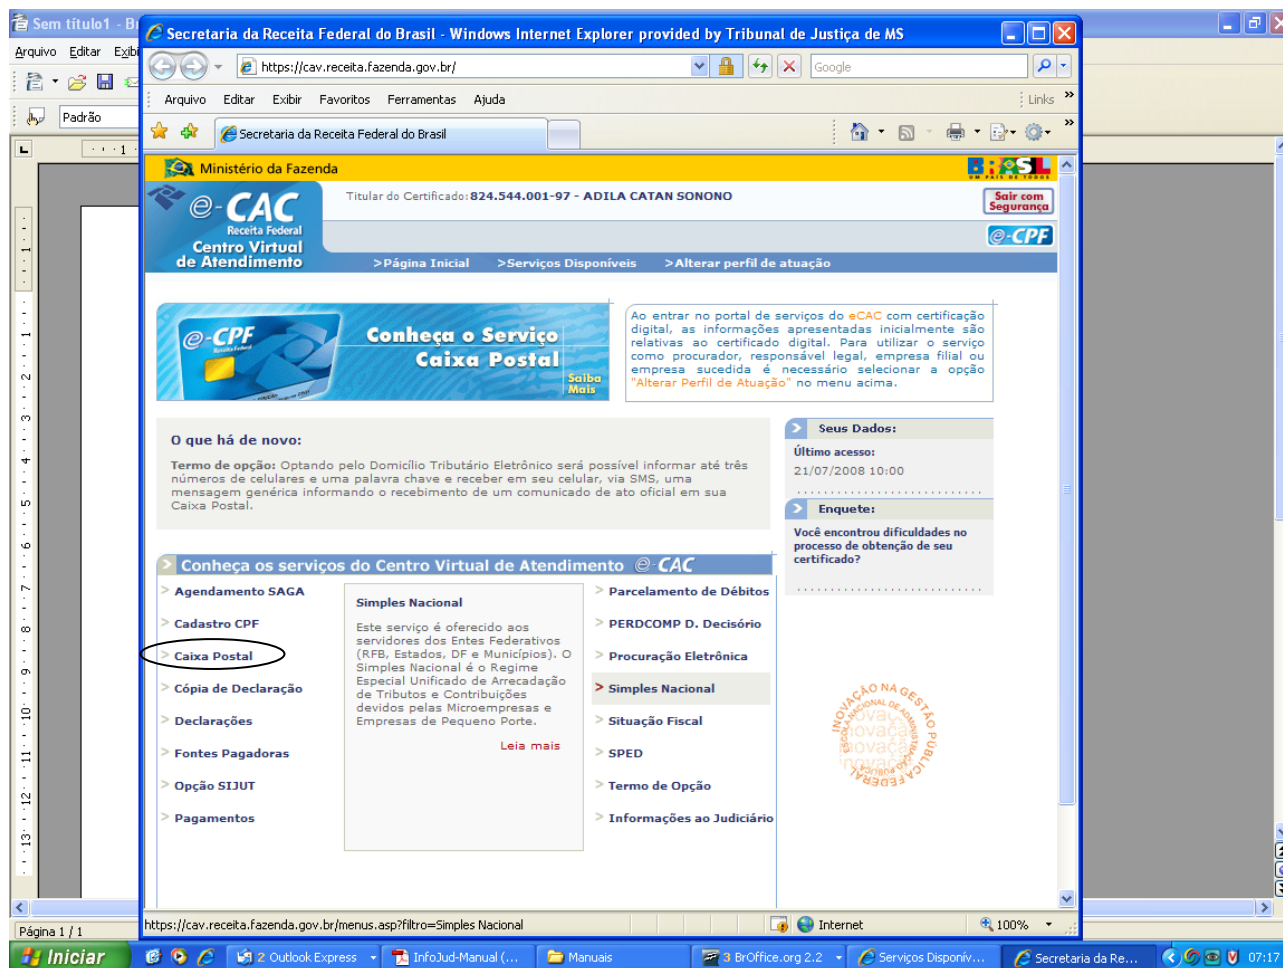 Sem título1 - B
Secretaria da Receita Federal do Brasil - Windows Internet Explorer provided by Tribunal de Justiça de MS
Arquivo Editar Exibi
https://cav.receita.fazenda.gov.br/
Google
Arquivo Editar Exibir Favoritos Ferramentas Ajuda
Links
Padrão
Secretaria da Receita Federal do Brasil
Ministério da Fazenda
BRASIL
UM PAÍS DE TODOS
e-CAC
Receita Federal
Centro Virtual
de Atendimento
Titular do Certificado: 824.544.001-97 - ADILA CATAN SONONO
Sair com
Segurança
e-CPF
>Página Inicial >Serviços Disponíveis >Alterar perfil de atuação
e-CPF
Receita Federal
Conheça o Serviço
Caixa Postal
Saiba
Mais
Ao entrar no portal de serviços do eCAC com certificação
digital, as informações apresentadas inicialmente são
relativas ao certificado digital. Para utilizar o serviço
como procurador, responsável legal, empresa filial ou
empresa sucedida é necessário selecionar a opção
"Alterar Perfil de Atuação" no menu acima.
O que há de novo:
Termo de opção: Optando pelo Domicílio Tributário Eletrônico será possível informar até três
números de celulares e uma palavra chave e receber em seu celular, via SMS, uma
mensagem genérica informando o recebimento de um comunicado de ato oficial em sua
Caixa Postal.
Seus Dados:
Último acesso:
21/07/2008 10:00
Enquete:
Você encontrou dificuldades no
processo de obtenção de seu
certificado?
Conheça os serviços do Centro Virtual de Atendimento e-CAC
> Agendamento SAGA
> Cadastro CPF
> Caixa Postal
> Cópia de Declaração
> Declarações
> Fontes Pagadoras
> Opção SIJUT
> Pagamentos
Simples Nacional
Este serviço é oferecido aos
servidores dos Entes Federativos
(RFB, Estados, DF e Municípios). O
Simples Nacional é o Regime
Especial Unificado de Arrecadação
de Tributos e Contribuições
devidos pelas Microempresas e
Empresas de Pequeno Porte.
Leia mais
> Parcelamento de Débitos
> PERDCOMP D. Decisório
> Procuração Eletrônica
> Simples Nacional
> Situação Fiscal
> SPED
> Termo de Opção
> Informações ao Judiciário
INOVAÇÃO NA GESTÃO PÚBLICA FEDERAL
https://cav.receita.fazenda.gov.br/menus.asp?filtro=Simples Nacional
Internet
100%
Página 1 / 1
Iniciar
2 Outlook Express
InfoJud-Manual (...
Manuais
3 BrOffice.org 2.2
Serviços Disponív...
Secretaria da Re...
07:17